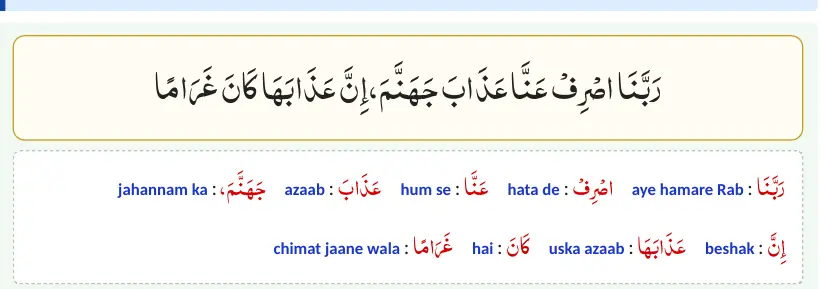 رَبَّنَا اصْرِفْ عَنَّا عَذَابَ جَهَنَّمَ، إِنَّ عَذَابَهَا كَانَ غَرَامًا
رَبَّنَا : aye hamare Rab اصْرِفْ : hata de عَنَّا : hum se عَذَابَ : azaab جَهَنَّمَ، : jahannam ka
إِنَّ : beshak عَذَابَهَا : uska azaab كَانَ : hai غَرَامًا : chimat jaane wala